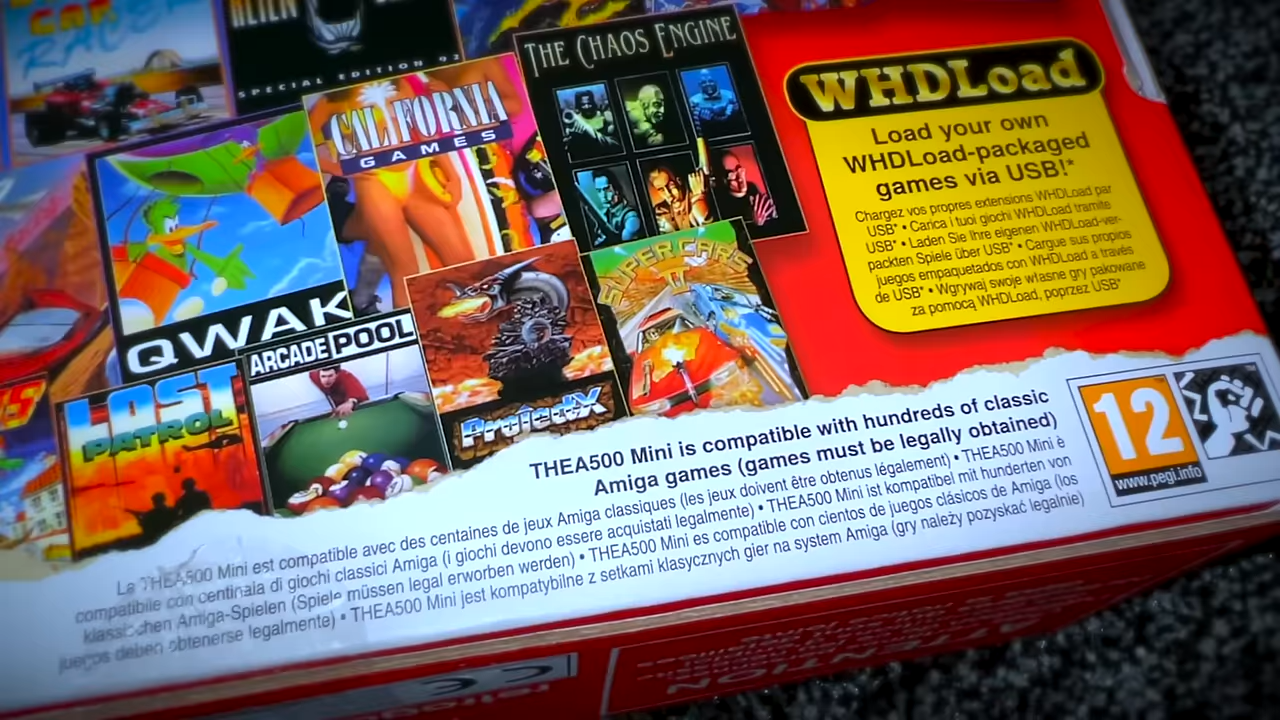 CAR
RACE
ALIEN
SPECIAL EDITION 92
THE CHAOS ENGINE
CALIFORNIA
GAMES
QWAK
SUPER CARS
II
ARCADE POOL
LOST
PATROL
Project-X
WHDLoad
Load your own
WHDLoad-packaged
games via USB!*
Chargez vos propres extensions WHDLoad par
USB* • Carica i tuoi giochi WHDLoad tramite
USB* • Laden Sie Ihre eigenen WHDLoad-ver-
packten Spiele über USB* • Cargue sus propios
juegos empaquetados con WHDLoad a través
de USB* • Wgrywaj swoje własne gry pakowane
za pomocą WHDLoad, poprzez USB*
THEA500 Mini is compatible with hundreds of classic
Amiga games (games must be legally obtained)
La THEA500 Mini est compatible avec des centaines de jeux Amiga classiques (les jeux doivent être obtenus légalement) • THEA500 Mini è
compatibile con centinaia di giochi classici Amiga (i giochi devono essere acquistati legalmente) • THEA500 Mini ist kompatibel mit hunderten von
klassischen Amiga-Spielen (Spiele müssen legal erworben werden) • THEA500 Mini es compatible con cientos de juegos clásicos de Amiga (los
juegos deben obtenerse legalmente) • THEA500 Mini jest kompatybilne z setkami klasycznych gier na system Amiga (gry należy pozyskać legalnie)
12
www.pegi.info
CE